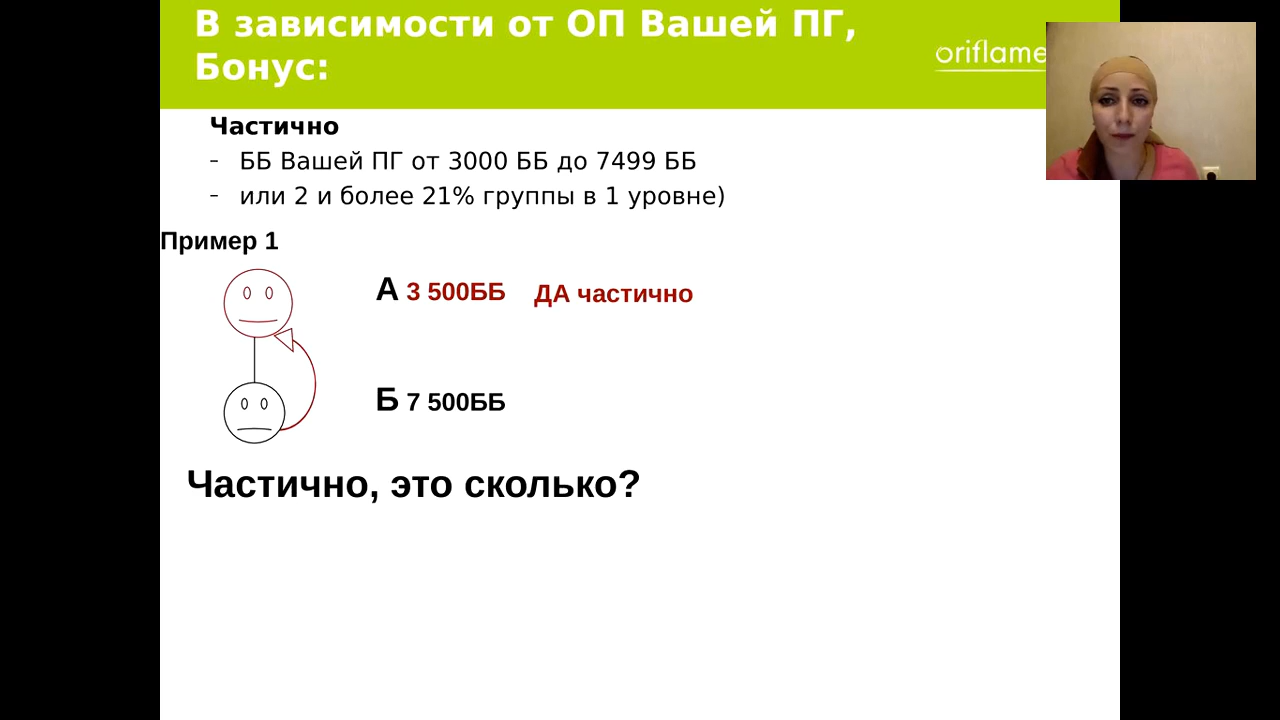 В зависимости от ОП Вашей ПГ,
Бонус:
oriflame
Частично
- ББ Вашей ПГ от 3000 ББ до 7499 ББ
- или 2 и более 21% группы в 1 уровне)
Пример 1
А 3 500ББ ДА частично
Б 7 500ББ
Частично, это сколько?